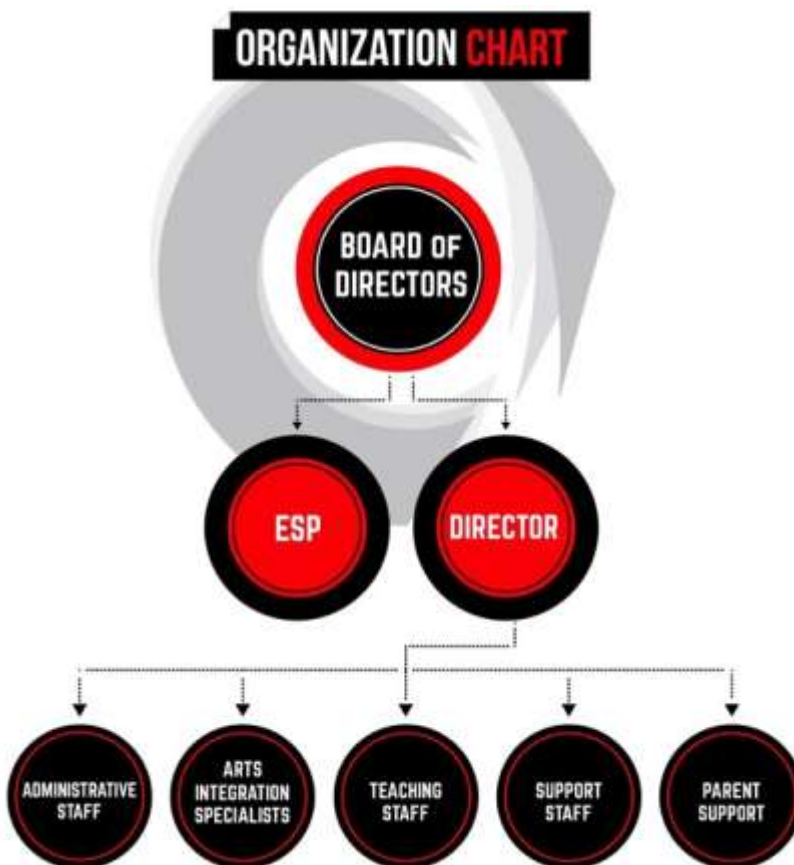 ORGANIZATION CHART
BOARD OF
DIRECTORS
ESP
DIRECTOR
ADMINISTRATIVE
STAFF
ARTS
INTEGRATION
SPECIALISTS
TEACHING
STAFF
SUPPORT
STAFF
PARENT
SUPPORT